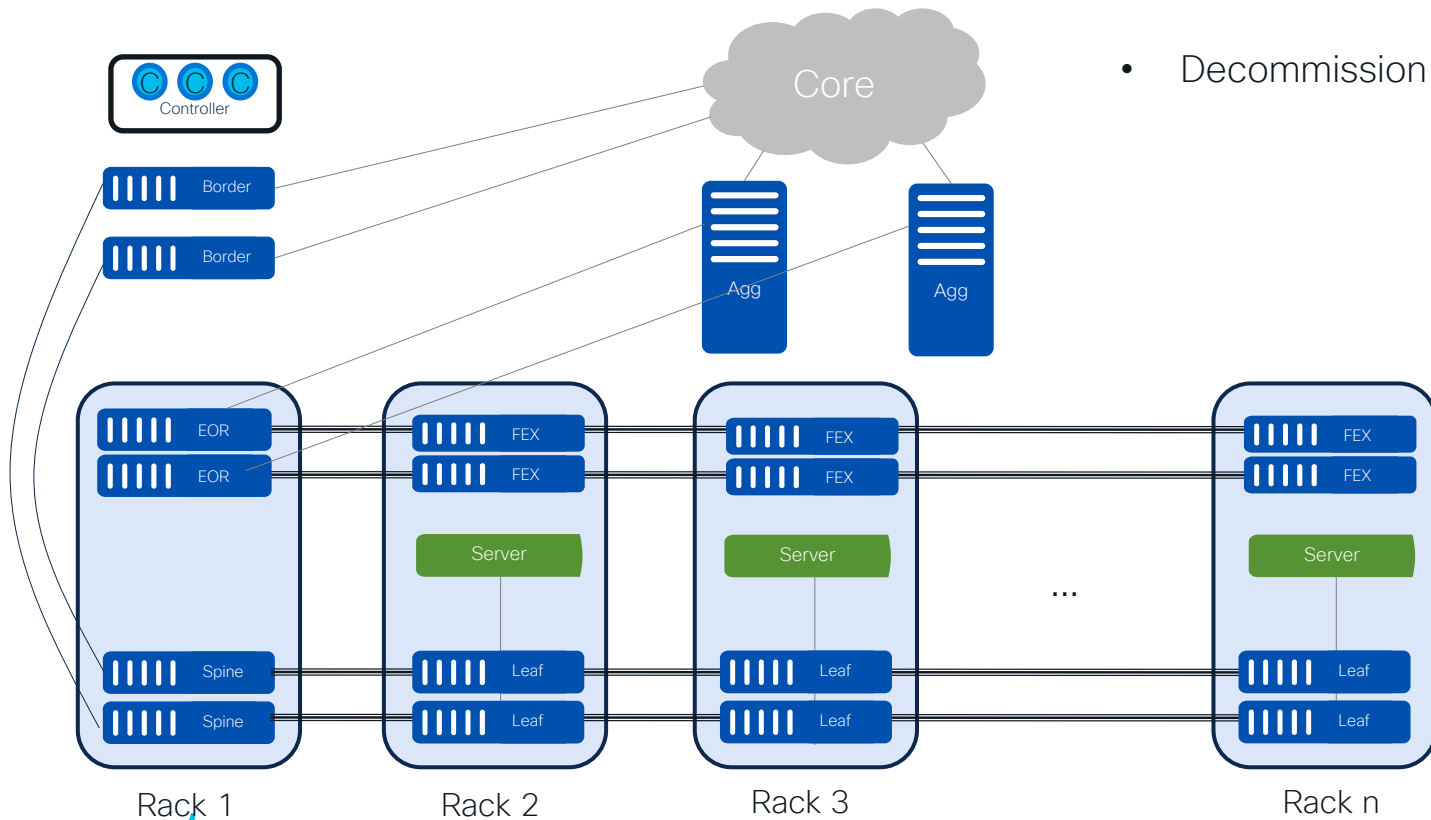 C C C
Controller
Core
• Decommission
Border
Border
Agg
Agg
EOR
FEX
FEX
FEX
EOR
FEX
FEX
FEX
Server
Server
Server
...
Spine
Leaf
Leaf
Leaf
Spine
Leaf
Leaf
Leaf
Rack 1
Rack 2
Rack 3
Rack n